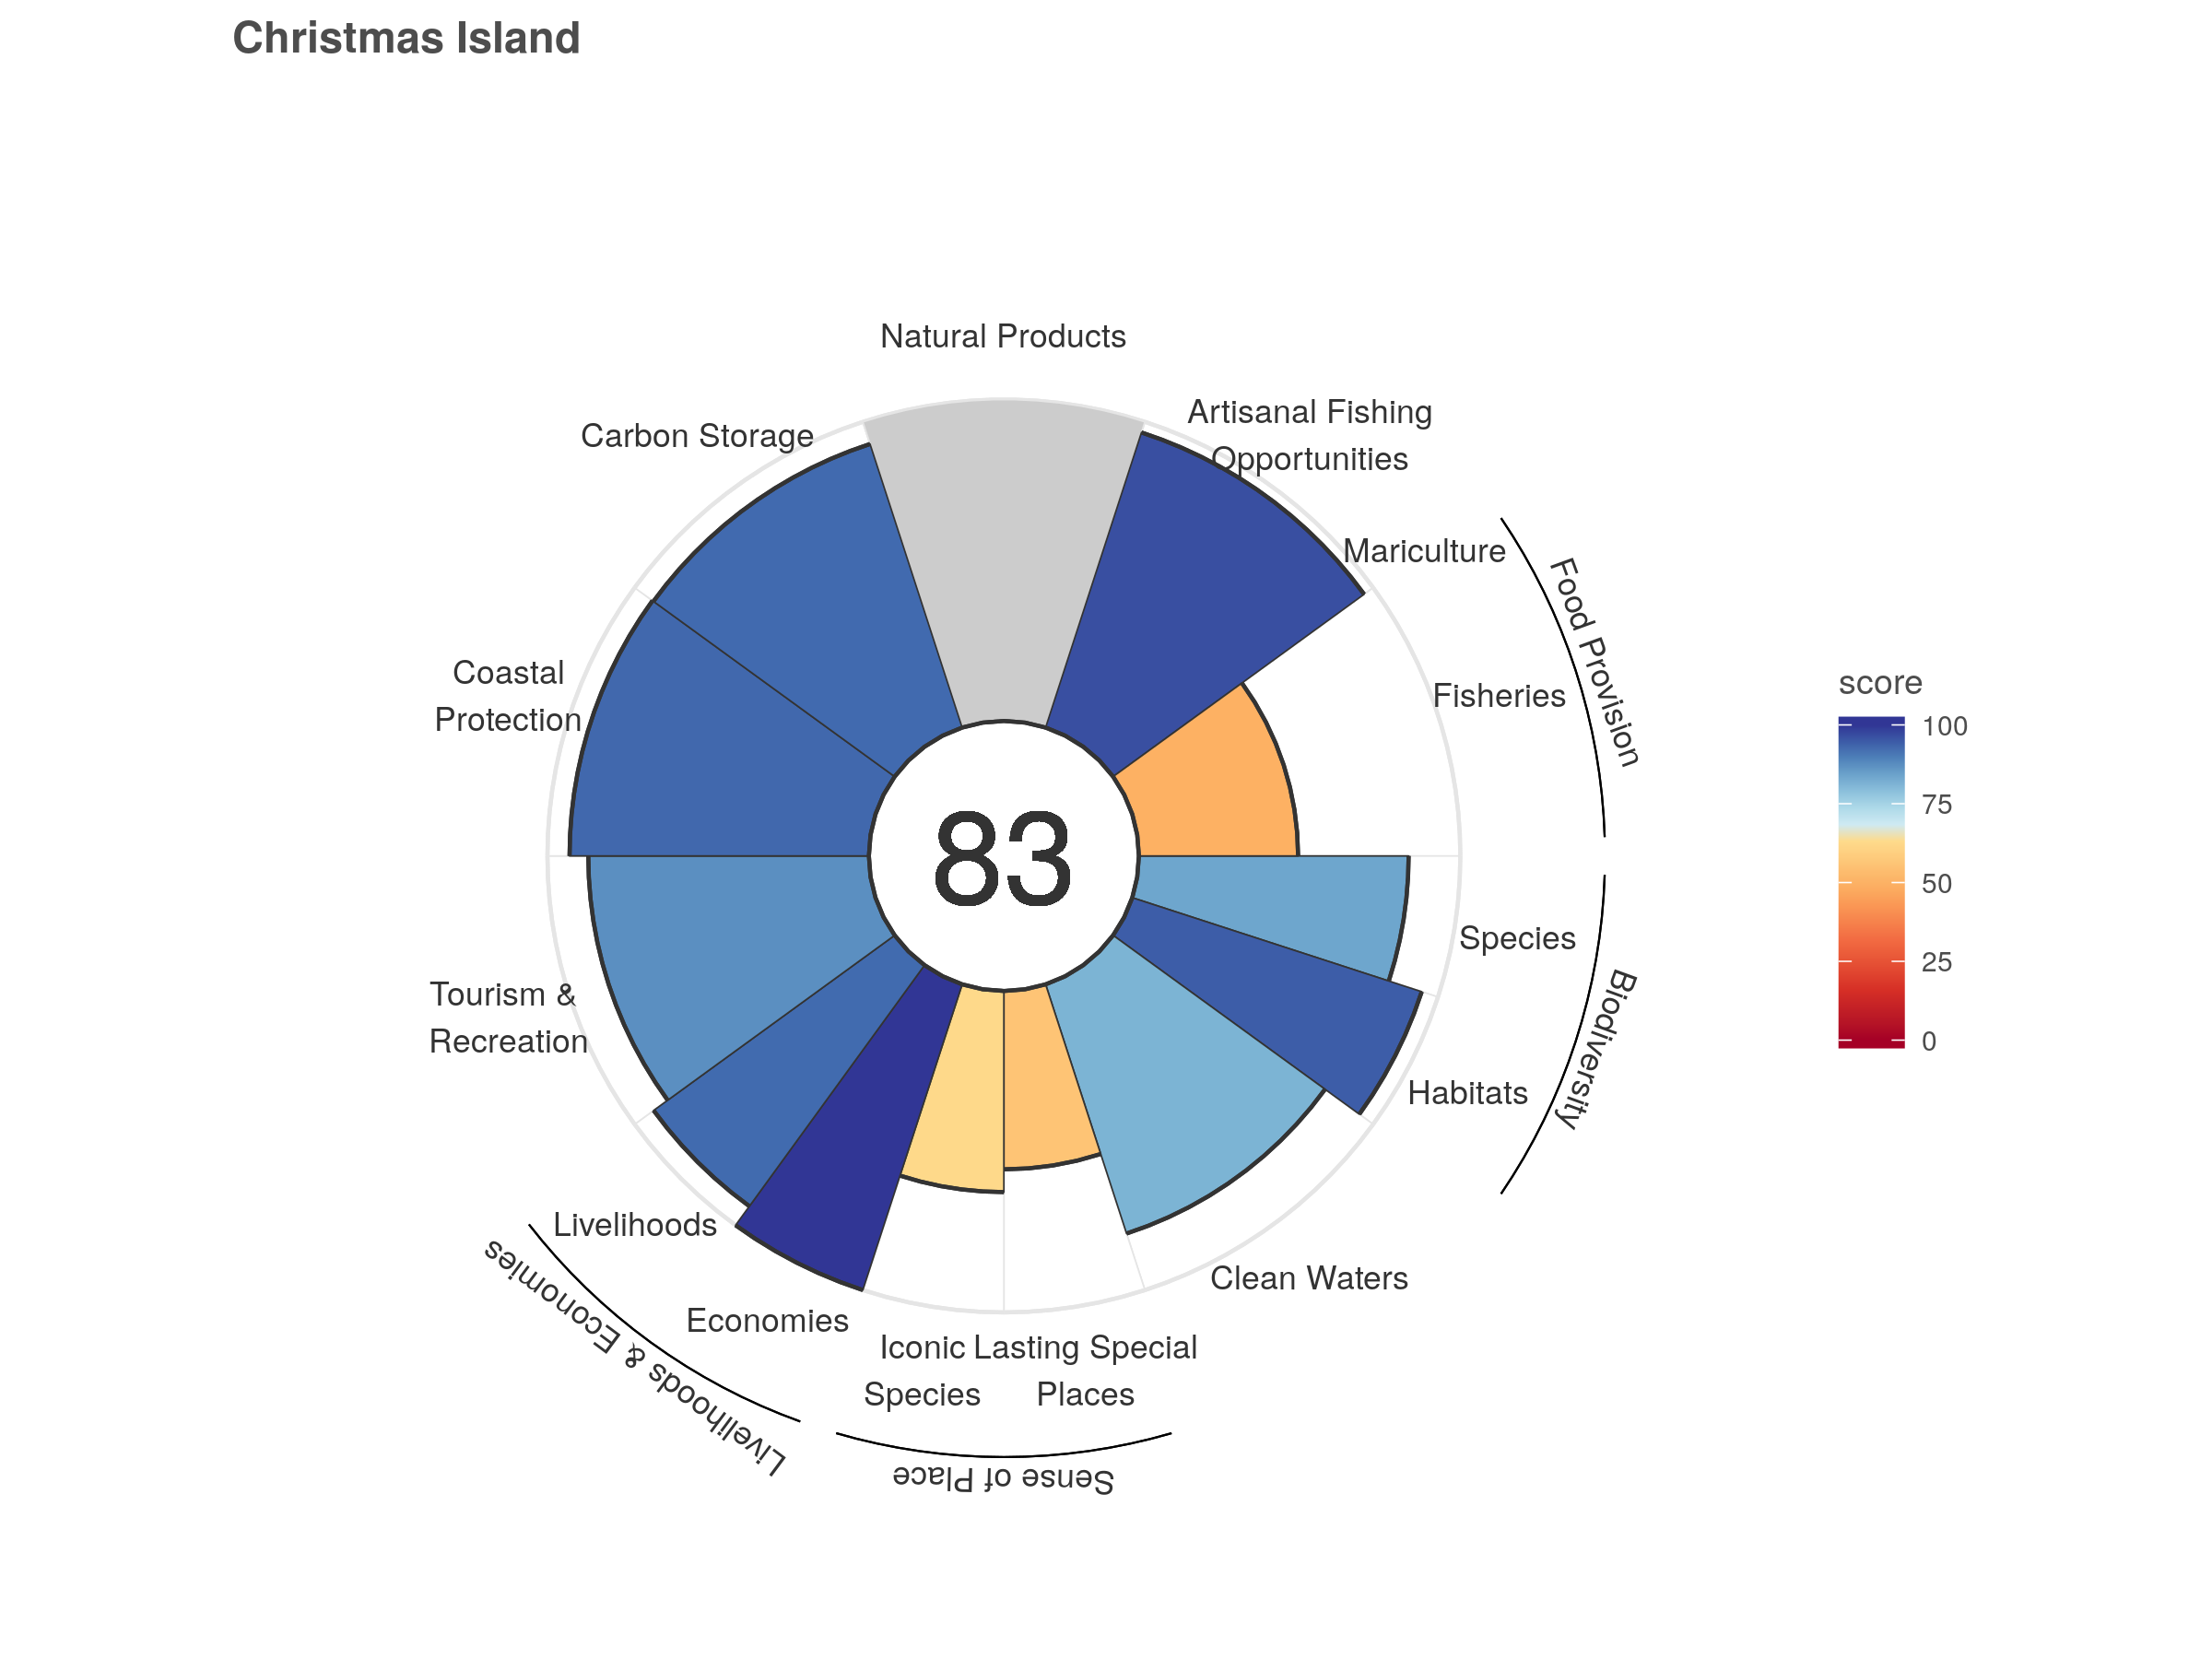 Christmas Island
Natural Products
Artisanal Fishing
Opportunities
Carbon Storage
Mariculture
Food Provision
Fisheries
Coastal
Protection
score
100
75
50
25
0
83
Species
Biodiversity
Tourism &
Recreation
Habitats
Livelihoods
Clean Waters
Economies
Livelihoods & Economies
Iconic
Species
Lasting Special
Places
Sense of Place